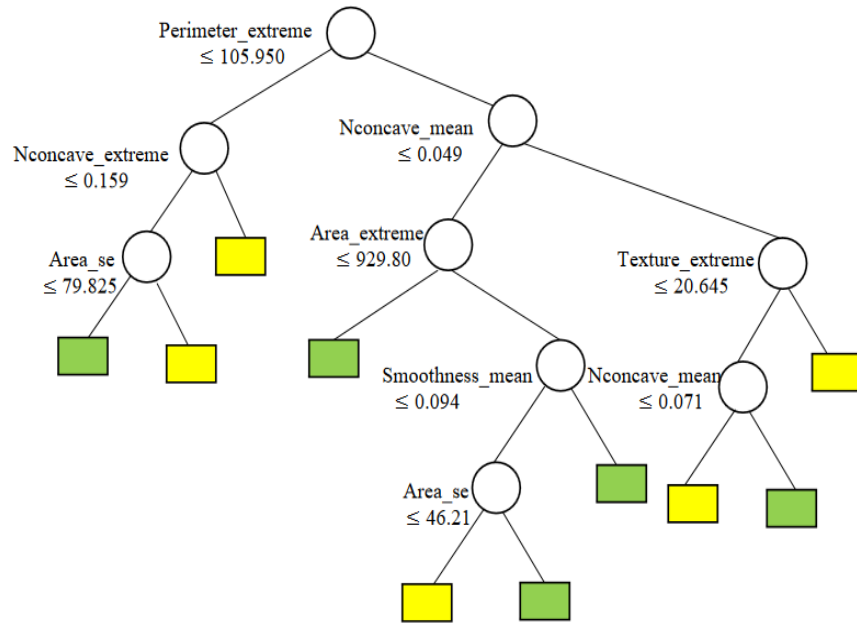 Perimeter_extreme
≤ 105.950
Nconcave_extreme
≤ 0.159
Nconcave_mean
≤ 0.049
Area_se
≤ 79.825
Area_extreme
≤ 929.80
Texture_extreme
≤ 20.645
Smoothness_mean
≤ 0.094
Nconcave_mean
≤ 0.071
Area_se
≤ 46.21